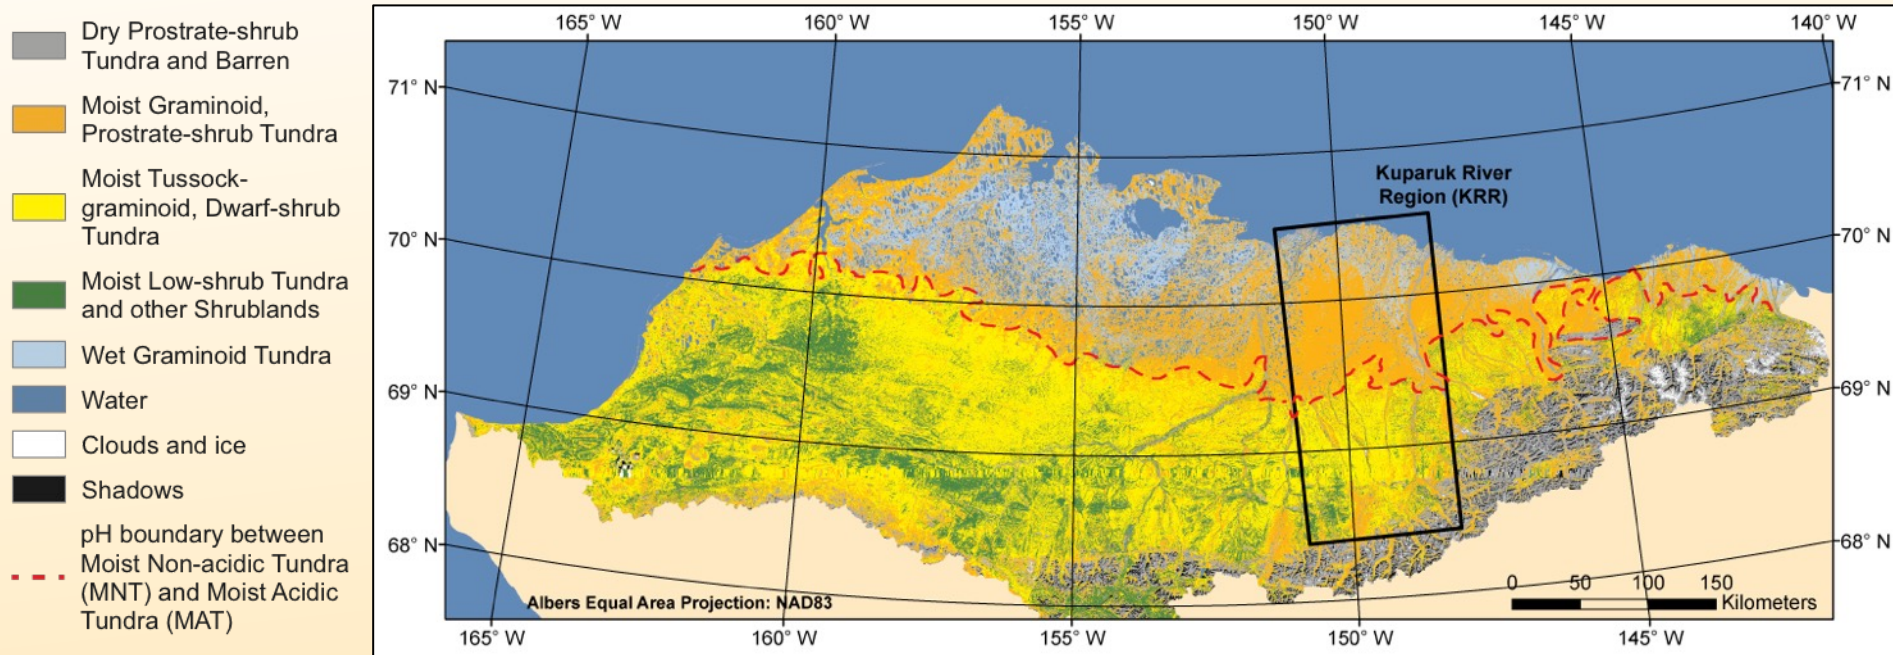 Dry Prostrate-shrub
Tundra and Barren
Moist Graminoid,
Prostrate-shrub Tundra
Moist Tussock-
graminoid, Dwarf-shrub
Tundra
Moist Low-shrub Tundra
and other Shrublands
Wet Graminoid Tundra
Water
Clouds and ice
Shadows
pH boundary between
Moist Non-acidic Tundra
(MNT) and Moist Acidic
Tundra (MAT)
165° W 160° W 155° W 150° W 145° W 140° W
71° N 71° N
Kuparuk River
Region (KRR)
70° N 70° N
69° N 69° N
68° N 68° N
0 50 100 150
Kilometers
Albers Equal Area Projection: NAD83
165° W 160° W 155° W 150° W 145° W